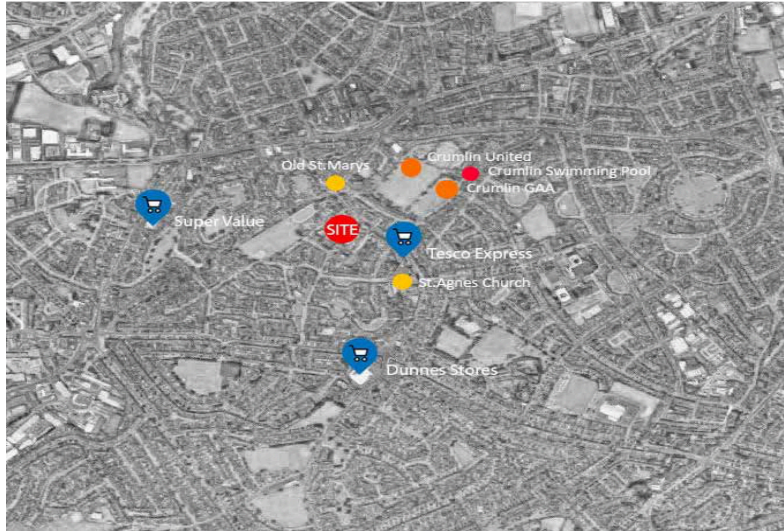 Crumlin United
Old St.Marys
Crumlin Swimming Pool
Crumlin GAA
Super Value
SITE
Tesco Express
St.Agnes Church
Dunnes Stores